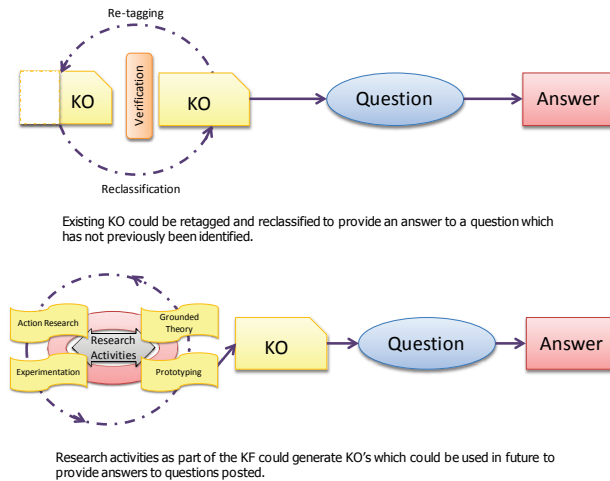 Re-tagging
KO
Verification
KO
Question
Answer
Reclassification
Existing KO could be retagged and reclassified to provide an answer to a question which
has not previously been identified.
Action Research
Grounded
Theory
Research
Activities
Experimentation
Prototyping
KO
Question
Answer
Research activities as part of the KF could generate KO's which could be used in future to
provide answers to questions posted.